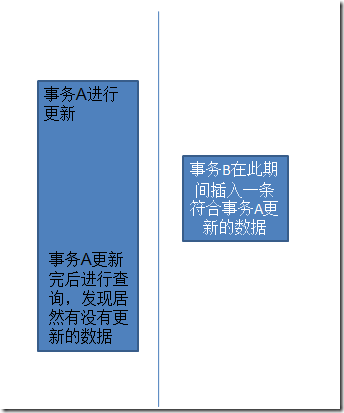 事务A进行
更新
事务B在此期
间插入一条
符合事务A更
新的数据
事务A更新
完后进行查
询，发现居
然有没有更
新的数据